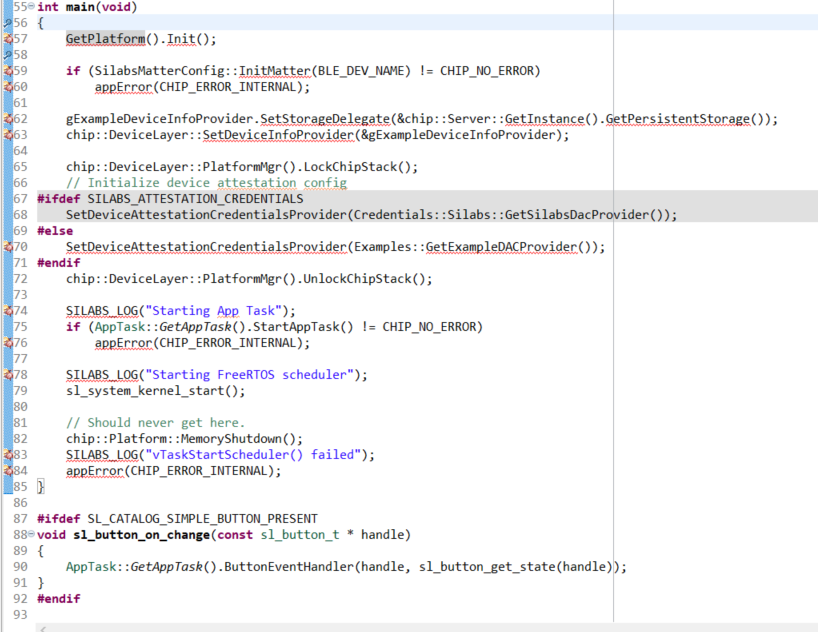 55 int main(void)
56 {
57     GetPlatform().Init();
58
59     if (SilabsMatterConfig::InitMatter(BLE_DEV_NAME) != CHIP_NO_ERROR)
60         appError(CHIP_ERROR_INTERNAL);
61
62     gExampleDeviceInfoProvider.SetStorageDelegate(&chip::Server::GetInstance().GetPersistentStorage());
63     chip::DeviceLayer::SetDeviceInfoProvider(&gExampleDeviceInfoProvider);
64
65     chip::DeviceLayer::PlatformMgr().LockChipStack();
66     // Initialize device attestation config
67 #ifdef SILABS_ATTESTATION_CREDENTIALS
68     SetDeviceAttestationCredentialsProvider(Credentials::Silabs::GetSilabsDacProvider());
69 #else
70     SetDeviceAttestationCredentialsProvider(Examples::GetExampleDACProvider());
71 #endif
72     chip::DeviceLayer::PlatformMgr().UnlockChipStack();
73
74     SILABS_LOG("Starting App Task");
75     if (AppTask::GetAppTask().StartAppTask() != CHIP_NO_ERROR)
76         appError(CHIP_ERROR_INTERNAL);
77
78     SILABS_LOG("Starting FreeRTOS scheduler");
79     sl_system_kernel_start();
80
81     // Should never get here.
82     chip::Platform::MemoryShutdown();
83     SILABS_LOG("vTaskStartScheduler() failed");
84     appError(CHIP_ERROR_INTERNAL);
85 }
86
87 #ifdef SL_CATALOG_SIMPLE_BUTTON_PRESENT
88 void sl_button_on_change(const sl_button_t * handle)
89 {
90     AppTask::GetAppTask().ButtonEventHandler(handle, sl_button_get_state(handle));
91 }
92 #endif
93